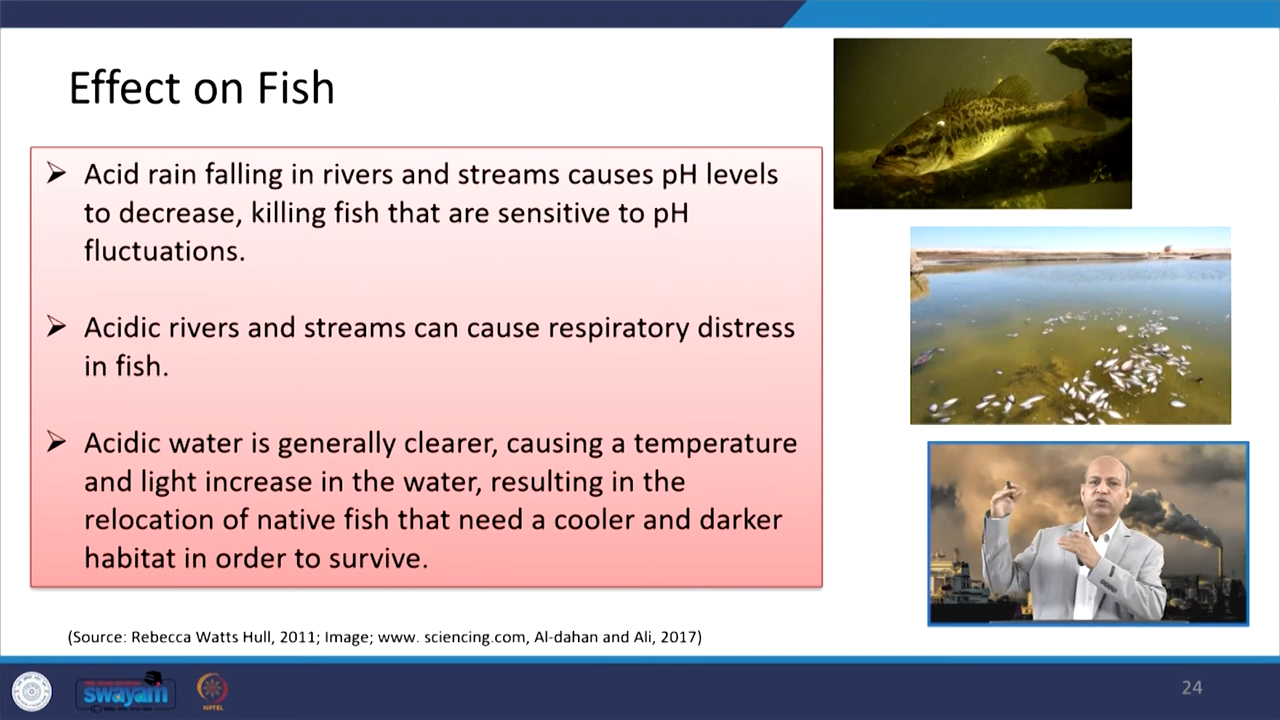 Effect on Fish
➢ Acid rain falling in rivers and streams causes pH levels
to decrease, killing fish that are sensitive to pH
fluctuations.
➢ Acidic rivers and streams can cause respiratory distress
in fish.
➢ Acidic water is generally clearer, causing a temperature
and light increase in the water, resulting in the
relocation of native fish that need a cooler and darker
habitat in order to survive.
(Source: Rebecca Watts Hull, 2011; Image; www. sciencing.com, Al-dahan and Ali, 2017)
swayam
NPTEL
24